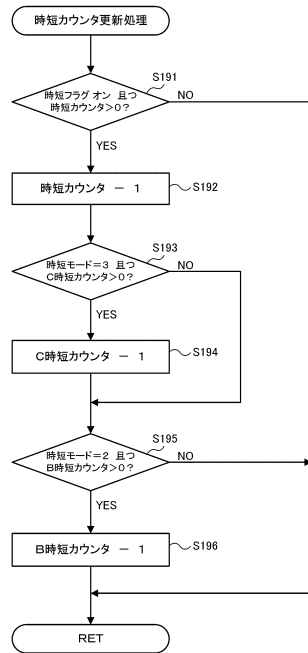 時短カウンタ更新処理
S191
時短フラグ オン 且つ
時短カウンタ>0?
NO
YES
時短カウンタ － 1
S192
S193
時短モード=3 且つ
C時短カウンタ>0?
NO
YES
C時短カウンタ － 1
S194
S195
時短モード=2 且つ
B時短カウンタ>0?
NO
YES
B時短カウンタ － 1
S196
RET